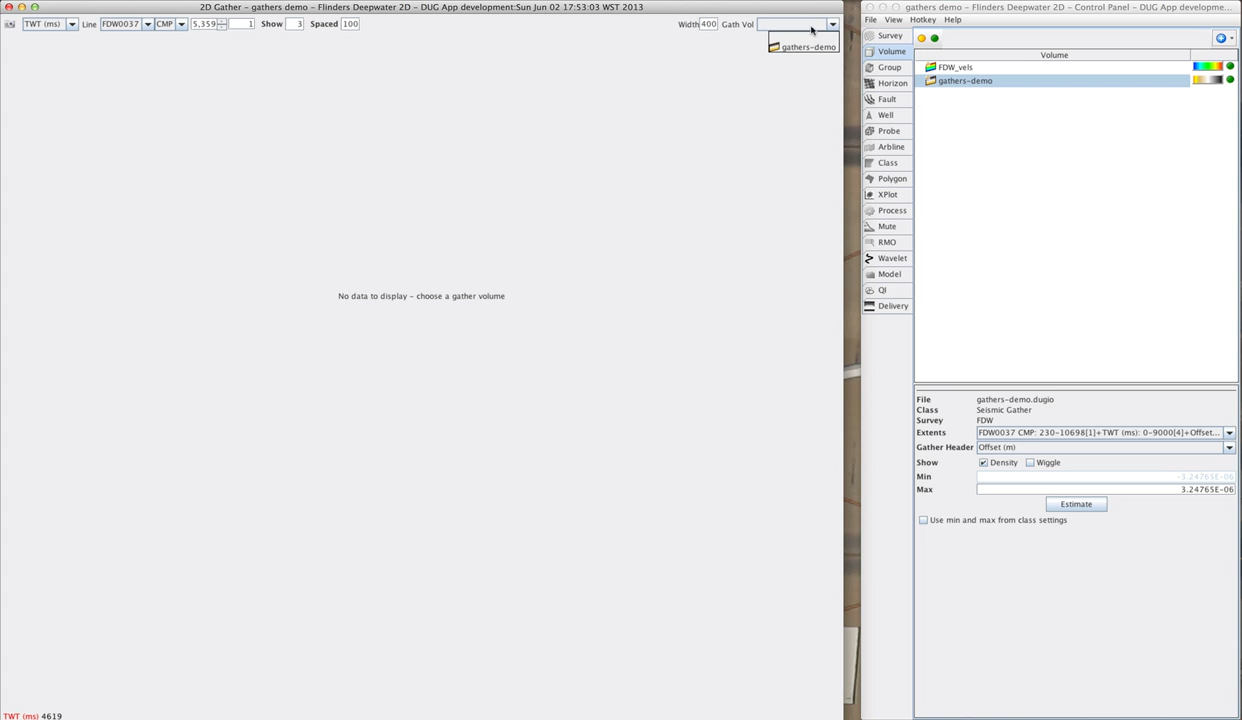 2D Gather – gathers demo – Flinders Deepwater 2D – DUG App development:Sun Jun 02 17:53:03 WST 2013
TWT (ms) Line FDW0037 CMP 5,359 1 Show 3 Spaced 100 Width 400 Gath Vol
gathers-demo
No data to display – choose a gather volume
TWT (ms) 4619
gathers demo – Flinders Deepwater 2D – Control Panel – DUG App developme...
File View Hotkey Help
Survey
Volume
Group
Horizon
Fault
Well
Probe
Arbline
Class
Polygon
XPlot
Process
Mute
RMO
Wavelet
Model
QI
Delivery
Volume
FDW_vels
gathers-demo
File gathers-demo.dugio
Class Seismic Gather
Survey FDW
Extents FDW0037 CMP: 230-10698[1]+TWT (ms): 0-9000[4]+Offset...
Gather Header Offset (m)
Show Density Wiggle
Min -3.24765E-06
Max 3.24765E-06
Estimate
Use min and max from class settings